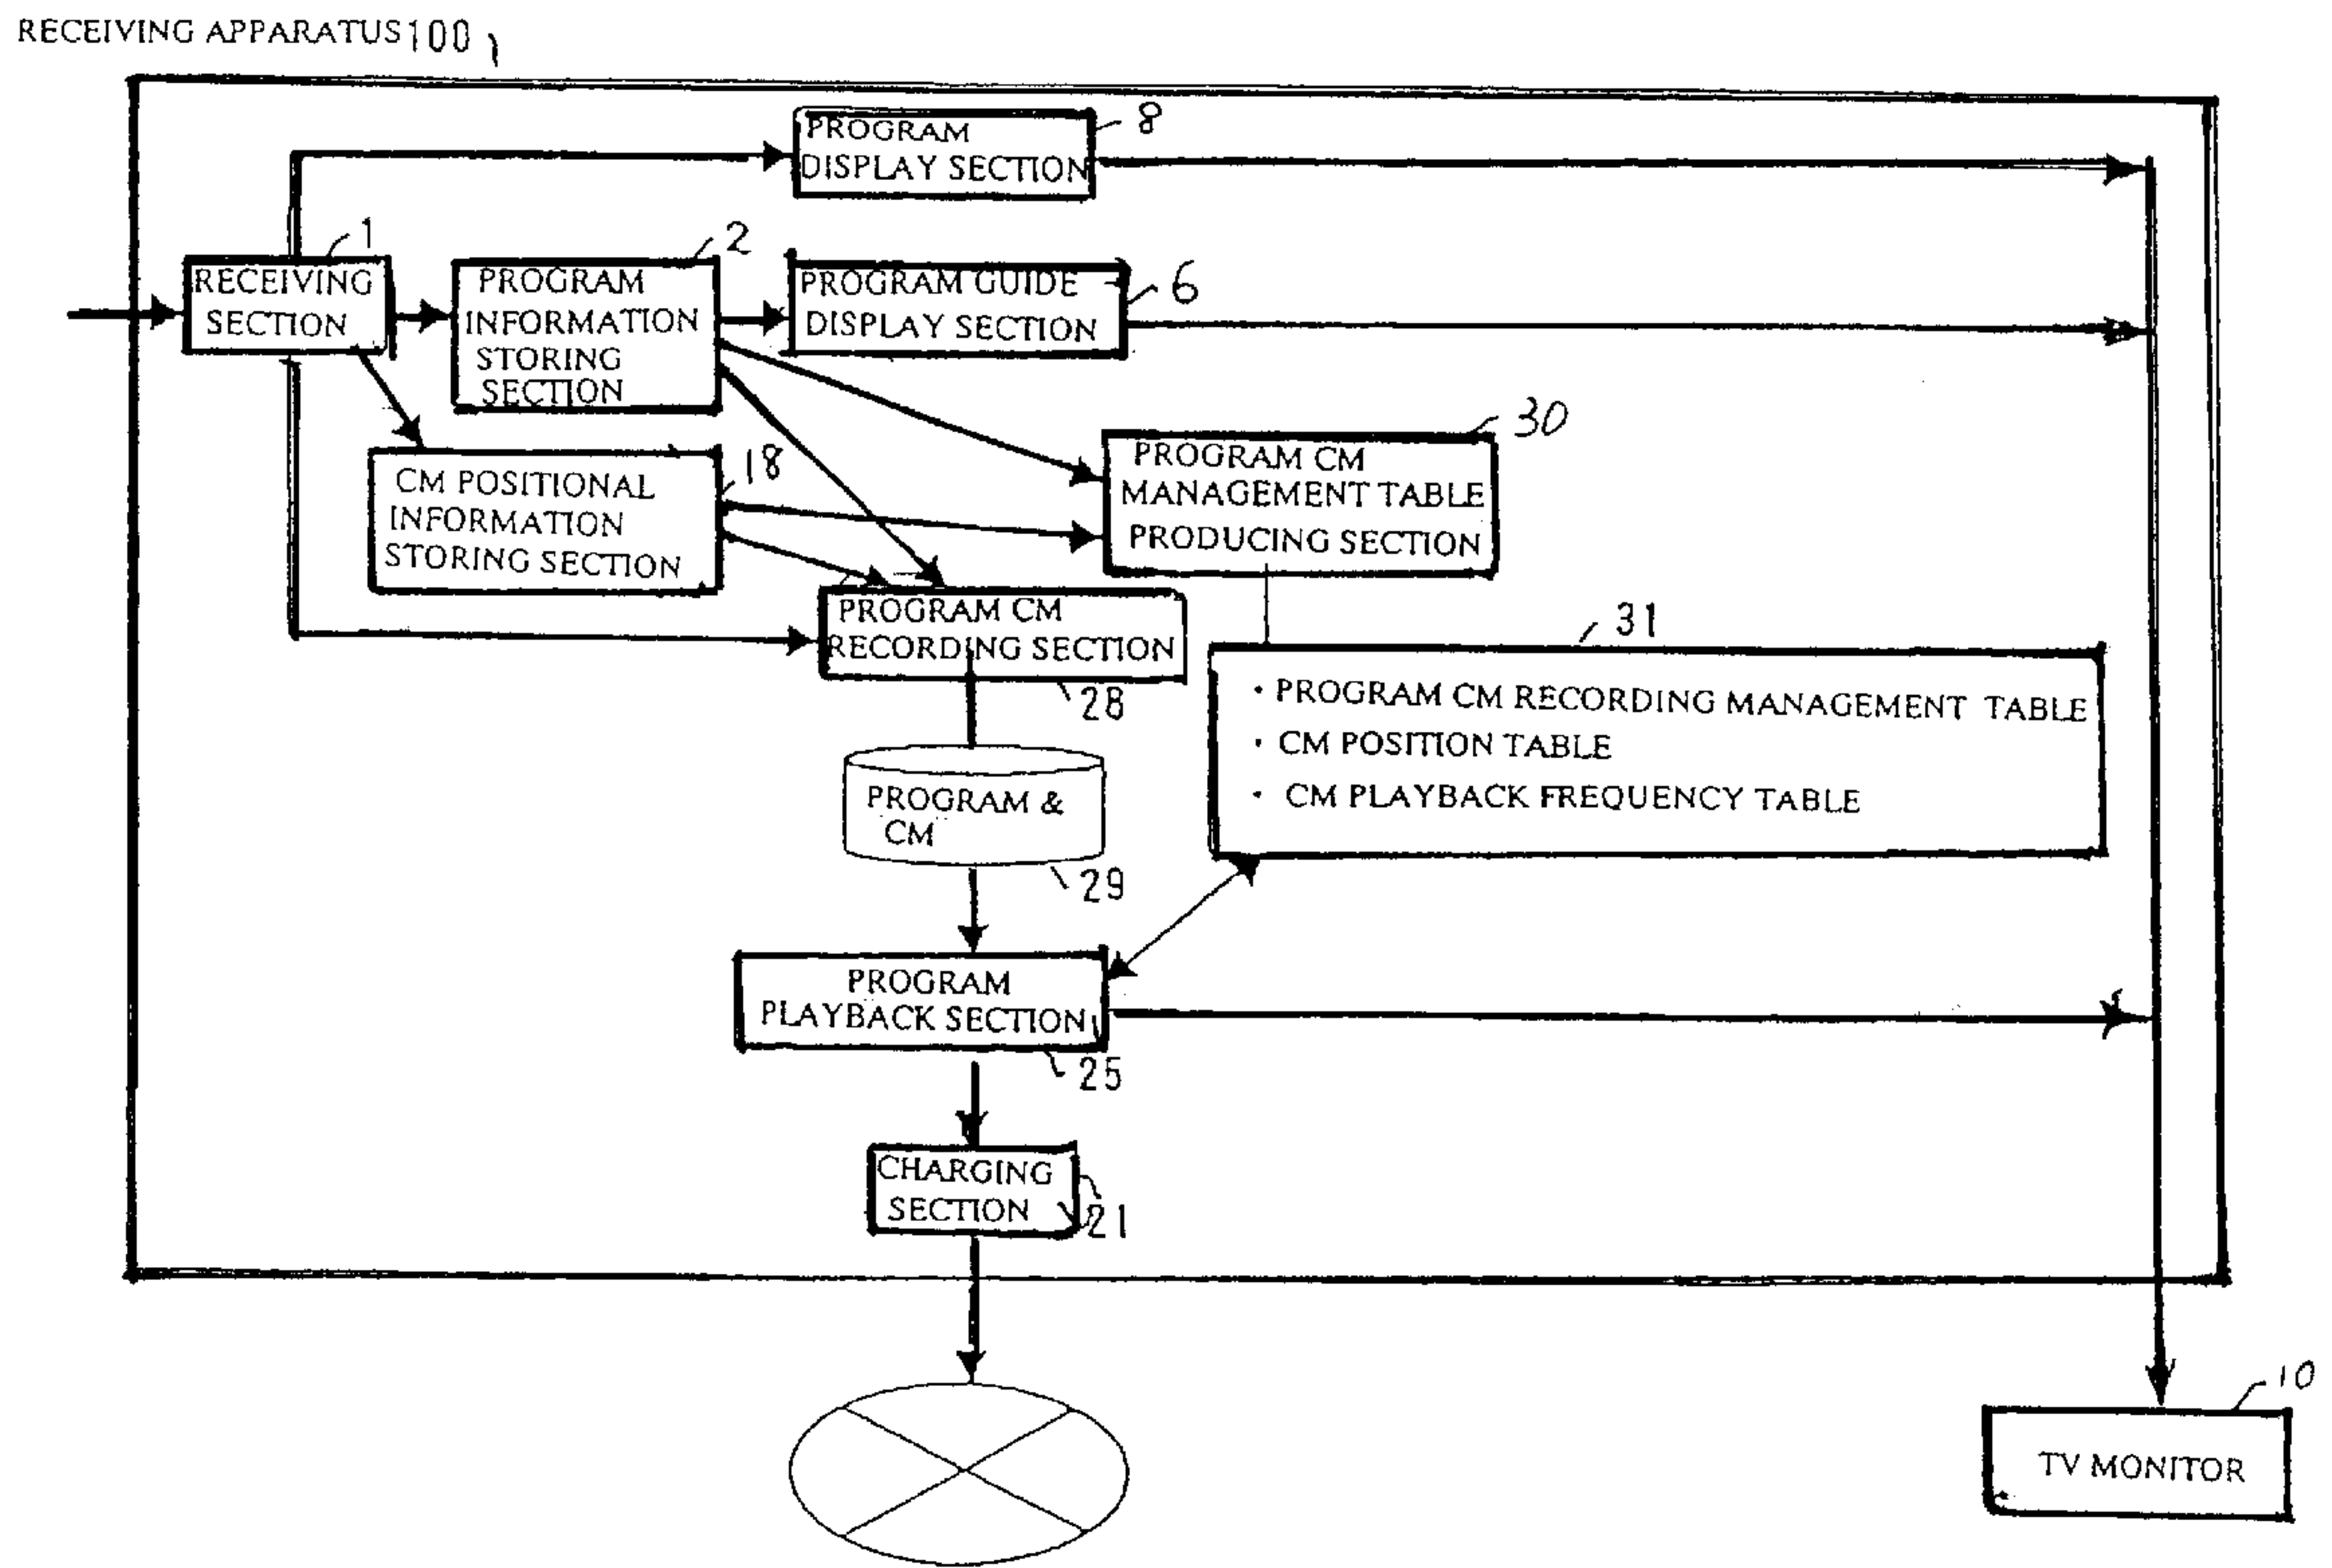 RECEIVING APPARATUS 100
PROGRAM
DISPLAY SECTION
8
1
RECEIVING
SECTION
2
PROGRAM
INFORMATION
STORING
SECTION
PROGRAM GUIDE
DISPLAY SECTION
6
18
CM POSITIONAL
INFORMATION
STORING SECTION
30
PROGRAM CM
MANAGEMENT TABLE
PRODUCING SECTION
PROGRAM CM
RECORDING SECTION
28
31
· PROGRAM CM RECORDING MANAGEMENT TABLE
· CM POSITION TABLE
· CM PLAYBACK FREQUENCY TABLE
PROGRAM &
CM
29
PROGRAM
PLAYBACK SECTION
25
CHARGING
SECTION
21
10
TV MONITOR